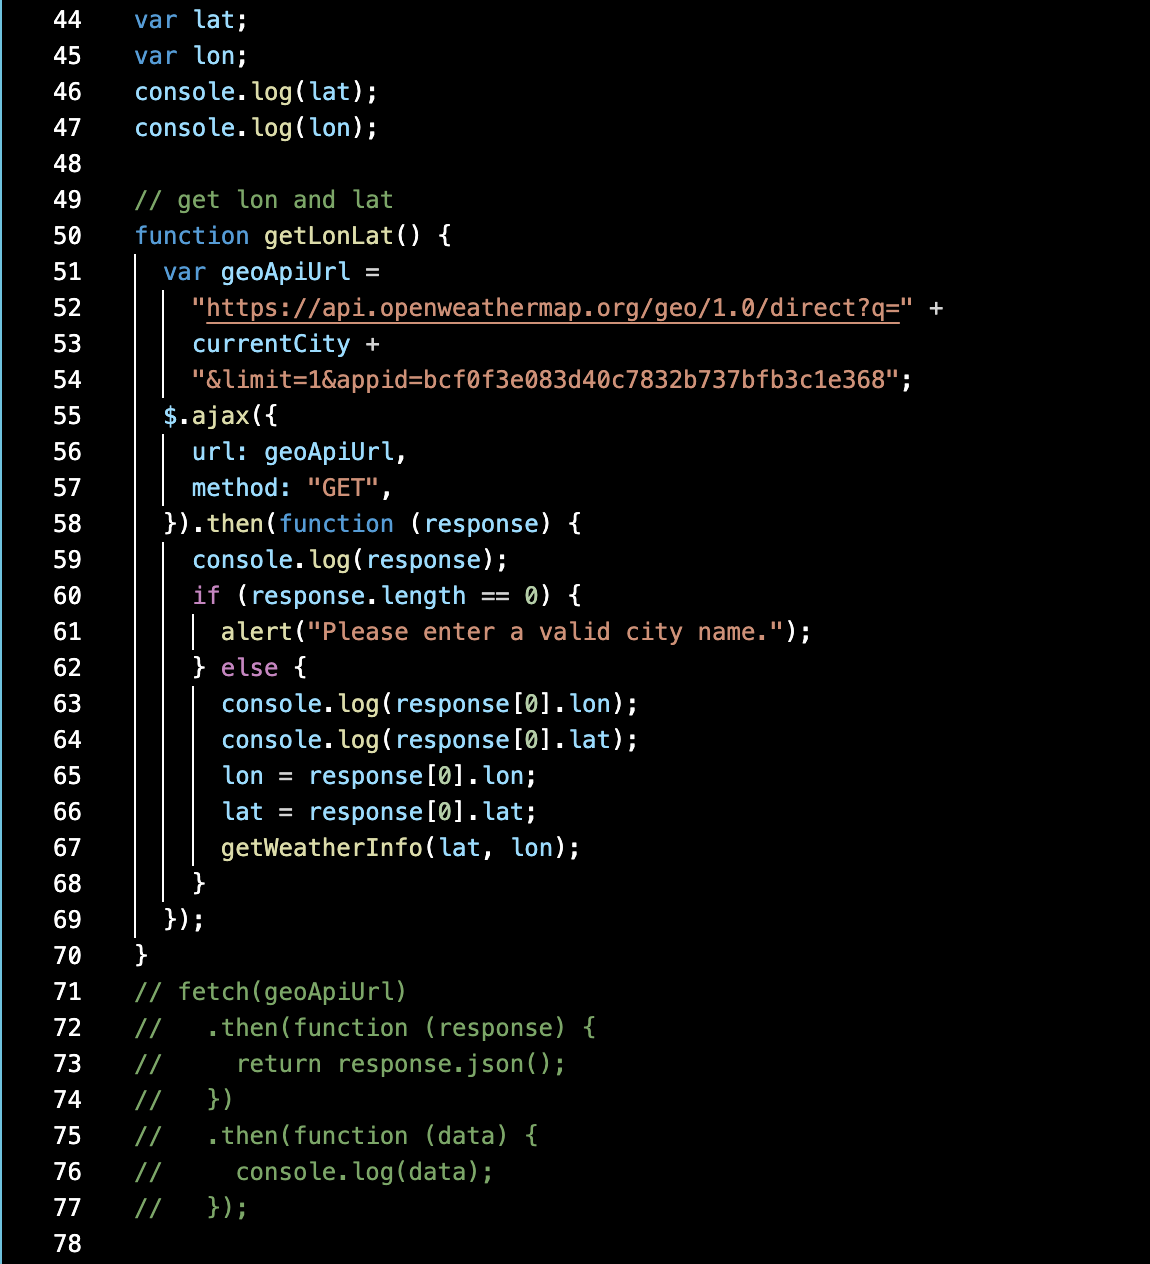 44 var lat;
45 var lon;
46 console.log(lat);
47 console.log(lon);
48
49 // get lon and lat
50 function getLonLat() {
51   var geoApiUrl =
52     "https://api.openweathermap.org/geo/1.0/direct?q=" +
53     currentCity +
54     "&limit=1&appid=bcf0f3e083d40c7832b737bfb3c1e368";
55   $.ajax({
56     url: geoApiUrl,
57     method: "GET",
58   }).then(function (response) {
59     console.log(response);
60     if (response.length == 0) {
61       alert("Please enter a valid city name.");
62     } else {
63       console.log(response[0].lon);
64       console.log(response[0].lat);
65       lon = response[0].lon;
66       lat = response[0].lat;
67       getWeatherInfo(lat, lon);
68     }
69   });
70 }
71 // fetch(geoApiUrl)
72 //   .then(function (response) {
73 //     return response.json();
74 //   })
75 //   .then(function (data) {
76 //     console.log(data);
77 //   });
78